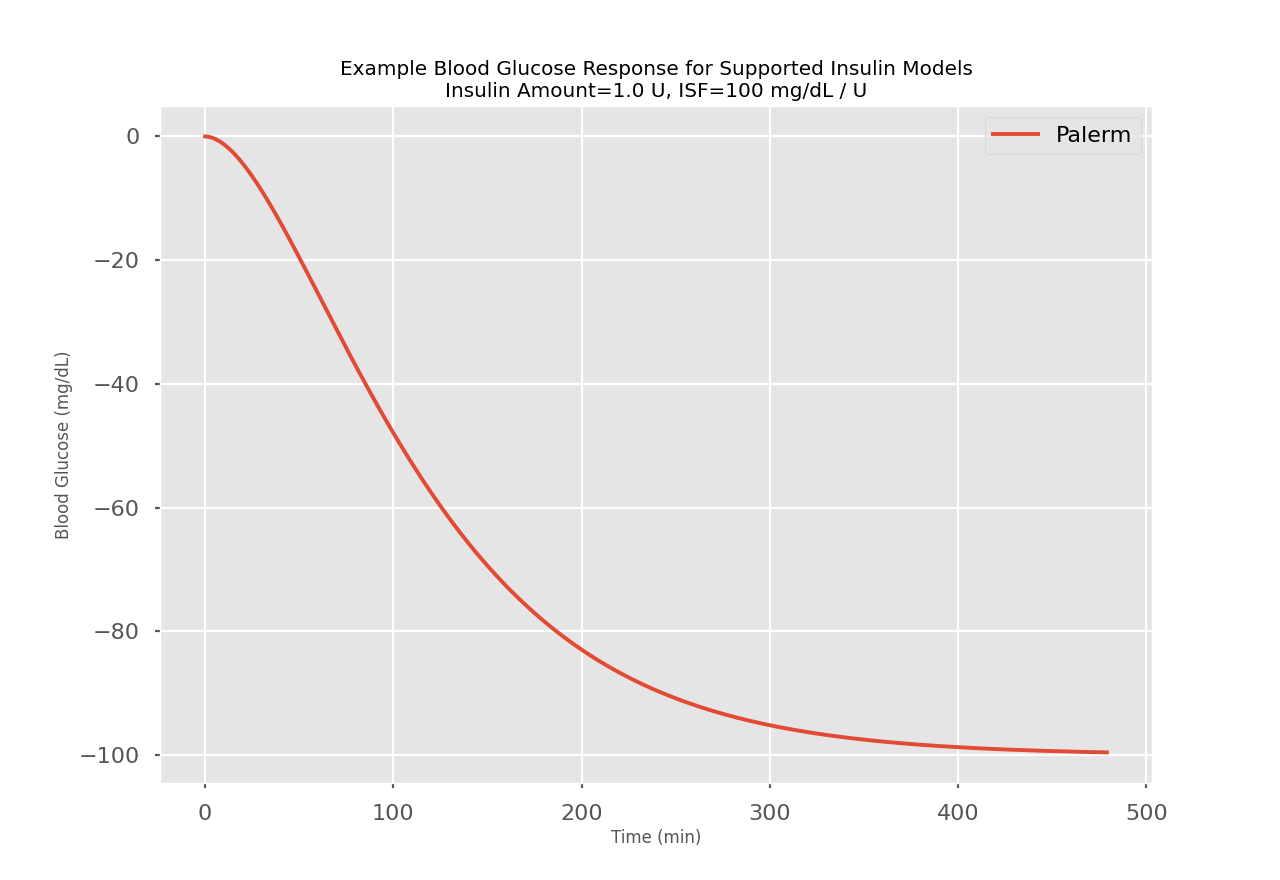 Example Blood Glucose Response for Supported Insulin Models
Insulin Amount=1.0 U, ISF=100 mg/dL / U
Palerm
0
−20
−40
−60
−80
−100
Blood Glucose (mg/dL)
0 100 200 300 400 500
Time (min)